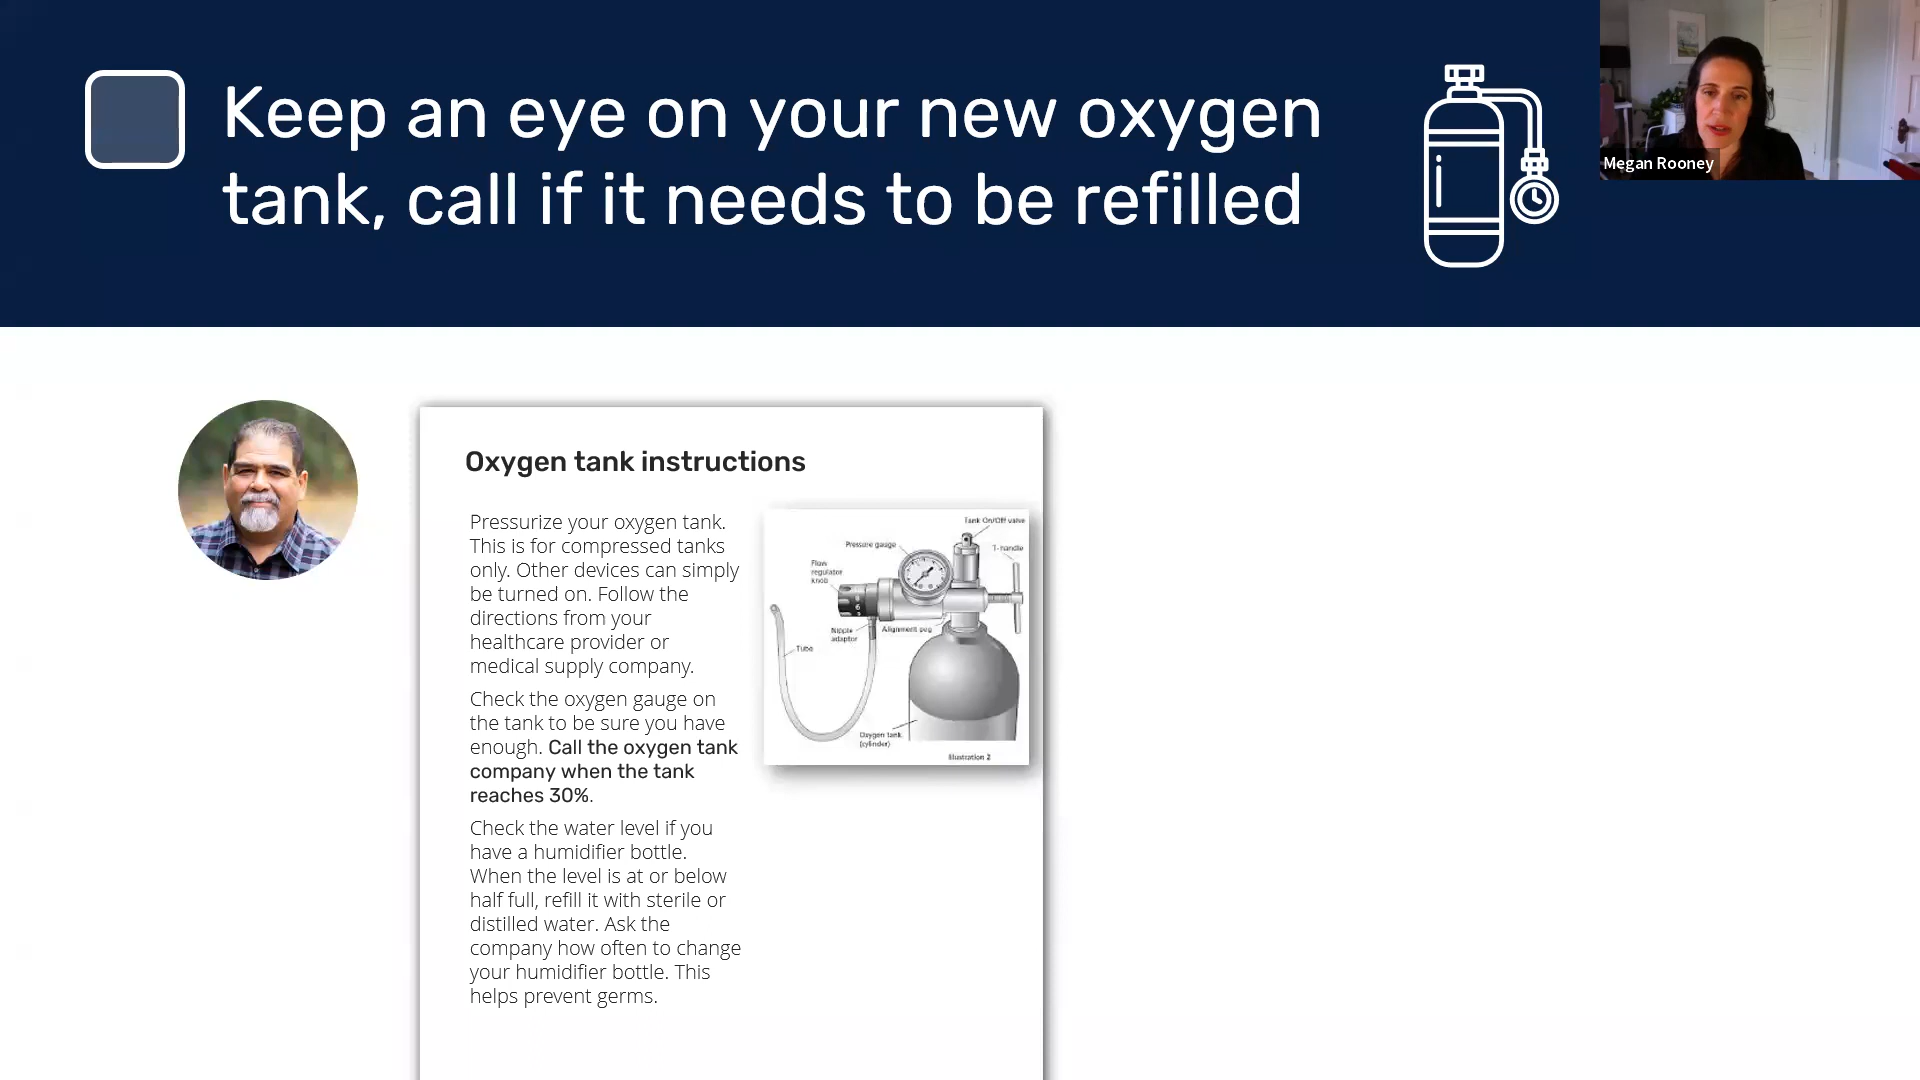 Keep an eye on your new oxygen
tank, call if it needs to be refilled
Megan Rooney
Oxygen tank instructions
Pressurize your oxygen tank.
This is for compressed tanks
only. Other devices can simply
be turned on. Follow the
directions from your
healthcare provider or
medical supply company.
Check the oxygen gauge on
the tank to be sure you have
enough. Call the oxygen tank
company when the tank
reaches 30%.
Check the water level if you
have a humidifier bottle.
When the level is at or below
half full, refill it with sterile or
distilled water. Ask the
company how often to change
your humidifier bottle. This
helps prevent germs.
Tank On/Off valve
Pressure gauge
T-handle
Flow
regulator
knob
Nipple
adaptor
Alignment peg
Tube
Oxygen tank
(cylinder)
Illustration 2